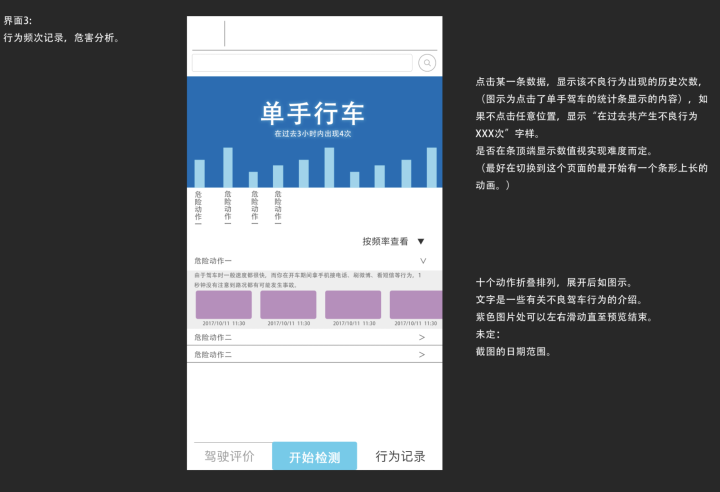 界面3:
行为频次记录，危害分析。
单手行车
在过去3小时内出现4次
危险动作一
危险动作一
危险动作一
危险动作一
按频率查看 ▼
危险动作一
由于驾车时一般速度都很快，而你在开车期间拿手机接电话、刷微博、看短信等行为，1
秒钟没有注意到路况都有可能发生事故。
2017/10/11 11:30
2017/10/11 11:30
2017/10/11 11:30
2017/10/11 11:30
危险动作二 >
危险动作二 >
驾驶评价
开始检测
行为记录
点击某一条数据，显示该不良行为出现的历史次数，
（图示为点击了单手驾车的统计条显示的内容），如
果不点击任意位置，显示“在过去共产生不良行为
XXX次”字样。
是否在条顶端显示数值视实现难度而定。
（最好在切换到这个页面的最开始有一个条形上长的
动画。）
十个动作折叠排列，展开后如图示。
文字是一些有关不良驾车行为的介绍。
紫色图片处可以左右滑动直至预览结束。
未定：
截图的日期范围。